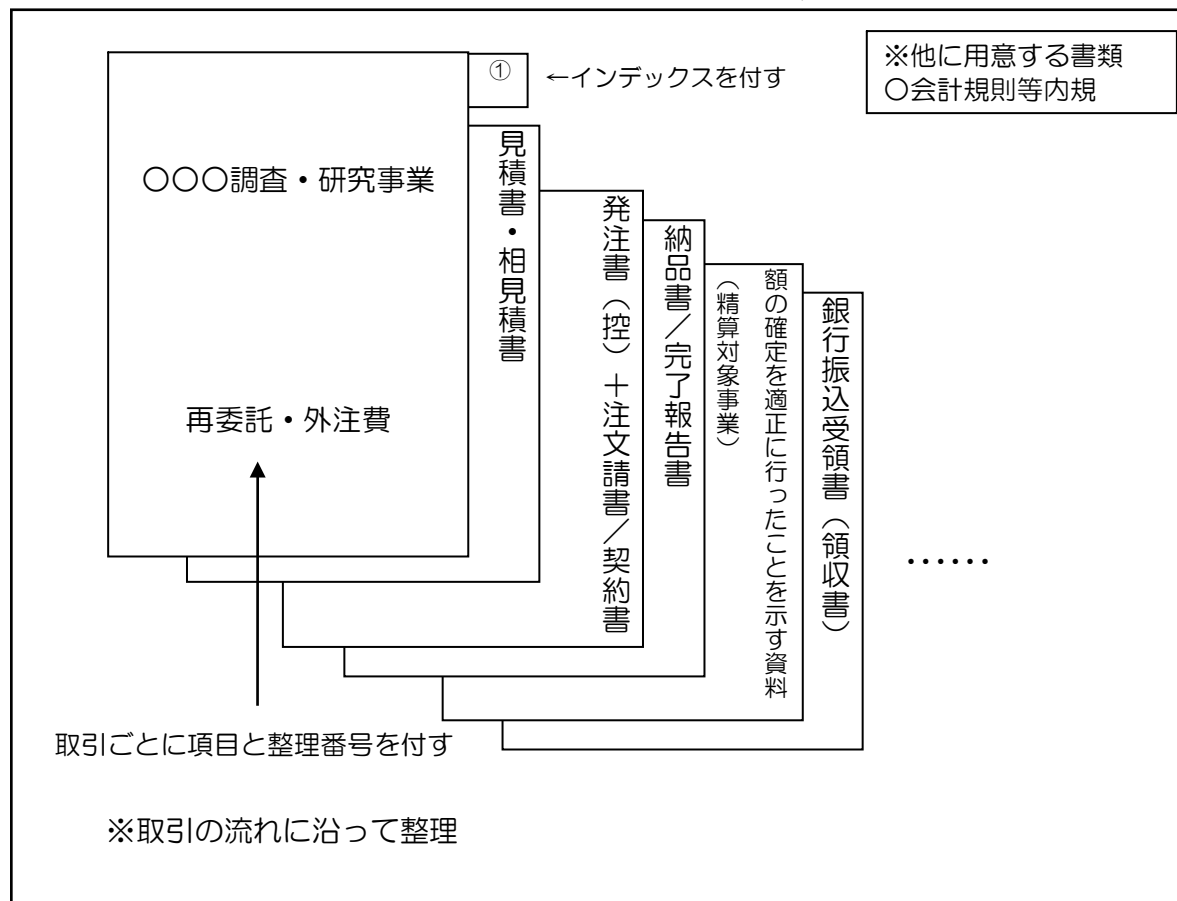 ※他に用意する書類
〇会計規則等内規
①
←インデックスを付す
〇〇〇調査・研究事業
再委託・外注費
見積書・相見積書
発注書（控）＋注文請書／契約書
納品書／完了報告書
額の確定を適正に行ったことを示す資料
（精算対象事業）
銀行振込受領書（領収書）
……
取引ごとに項目と整理番号を付す
※取引の流れに沿って整理